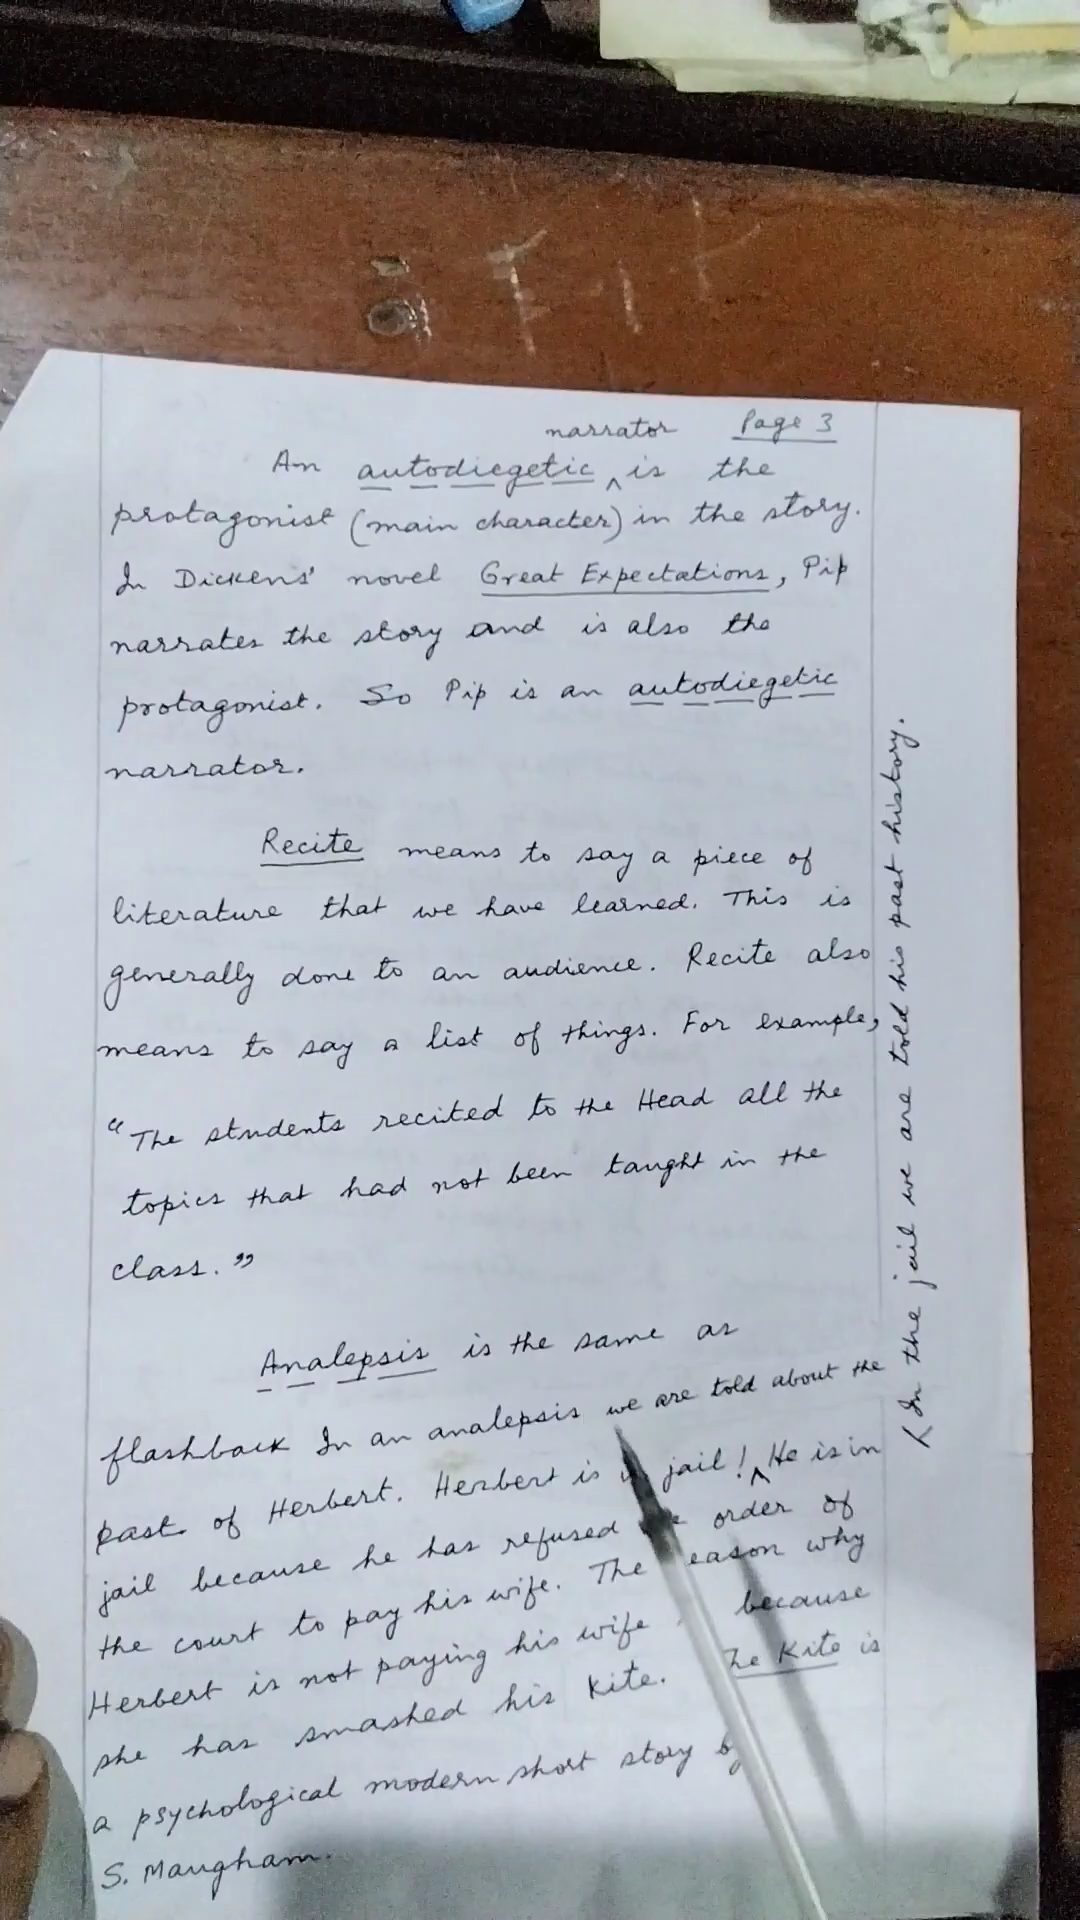 Page 3
narrator
An autodiegetic ^ is the
protagonist (main character) in the story.
In Dickens' novel Great Expectations, Pip
narrates the story and is also the
protagonist. So Pip is an autodiegetic
narrator.
Recite means to say a piece of
literature that we have learned. This is
generally done to an audience. Recite also
means to say a list of things. For example,
"The students recited to the Head all the
topics that had not been taught in the
class."
Analepsis is the same as
flashback In an analepsis we are told about the
past of Herbert. Herbert is jail! ^ He is in
jail because he has refused order of
the court to pay his wife. The eason why
Herbert is not paying his wife because
she has smashed his kite. he Kite is
a psychological modern short story
S. Maugham.
( In the jail we are told his past history.